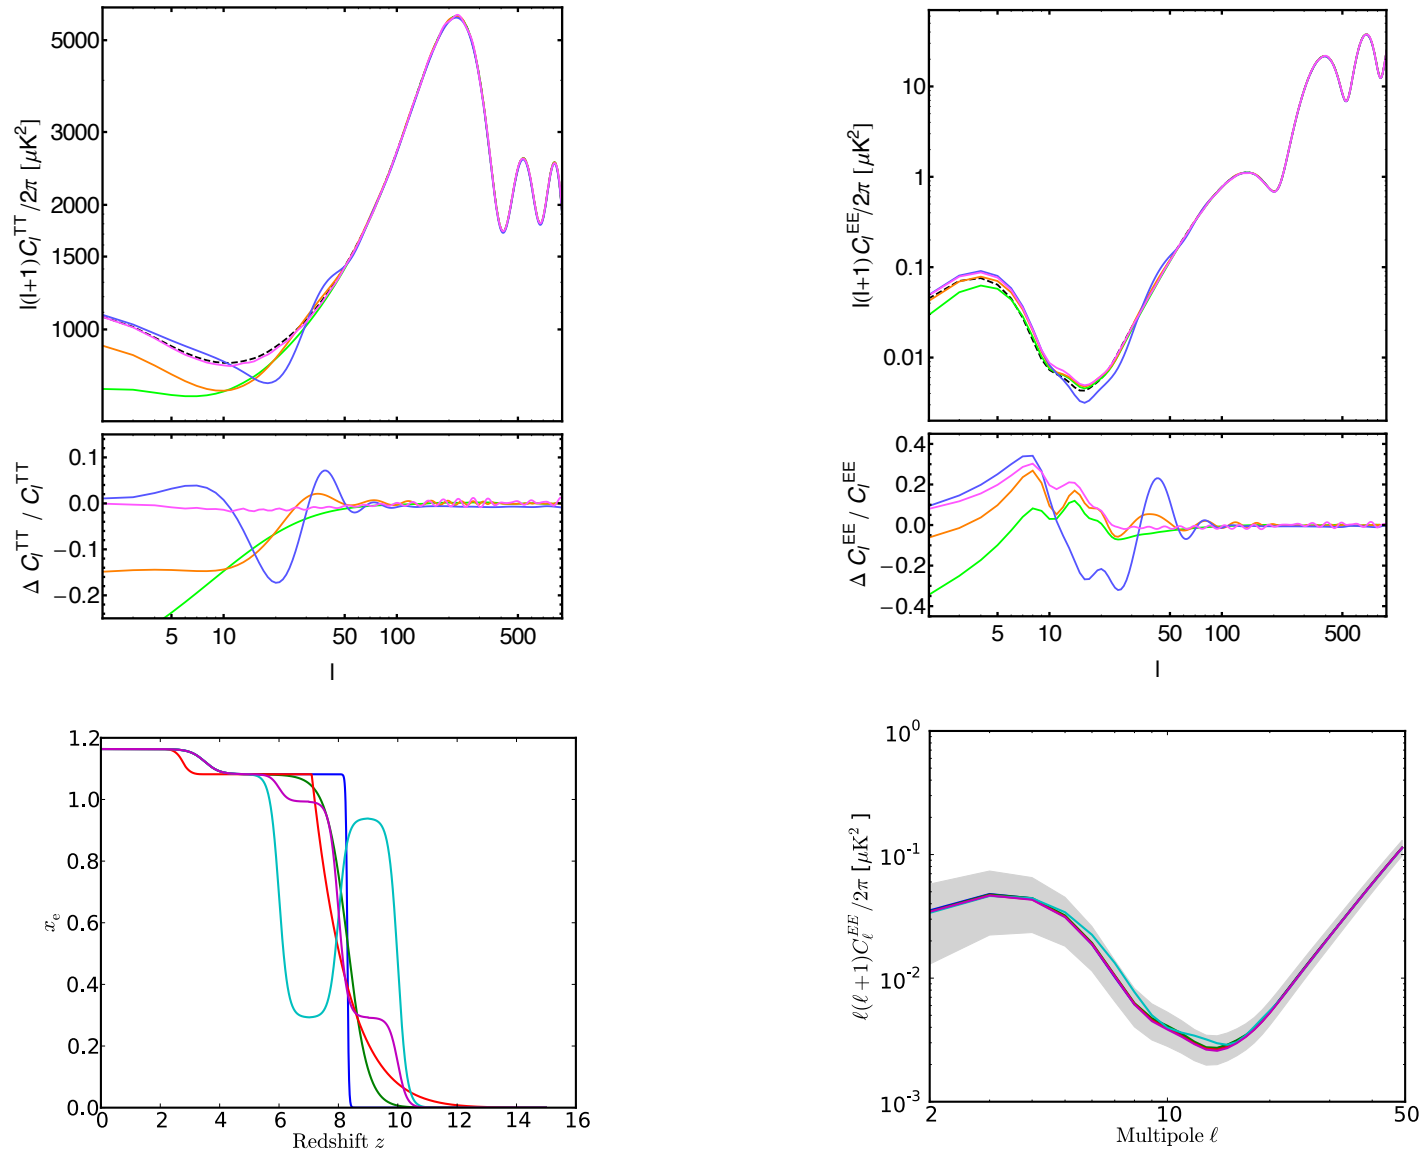 l(l+1)C_l^TT/2π [μK²]
5000
3000
2000
1500
1000
Δ C_l^TT / C_l^TT
0.1
0.0
−0.1
−0.2
5 10 50 100 500
l
l(l+1)C_l^EE/2π [μK²]
10
1
0.1
0.01
Δ C_l^EE / C_l^EE
0.4
0.2
0.0
−0.2
−0.4
5 10 50 100 500
l
x_e
1.2
1.0
0.8
0.6
0.4
0.2
0.0
0 2 4 6 8 10 12 14 16
Redshift z
ℓ(ℓ+1)C_ℓ^EE/2π [μK²]
10^0
10^-1
10^-2
10^-3
2 10 50
Multipole ℓ